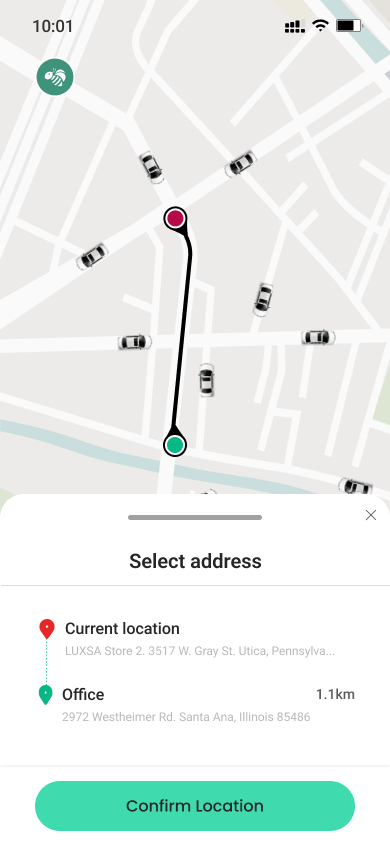 10:01
Select address
Current location
LUXSA Store 2. 3517 W. Gray St. Utica, Pennsylva...
Office
1.1km
2972 Westheimer Rd. Santa Ana, Illinois 85486
Confirm Location